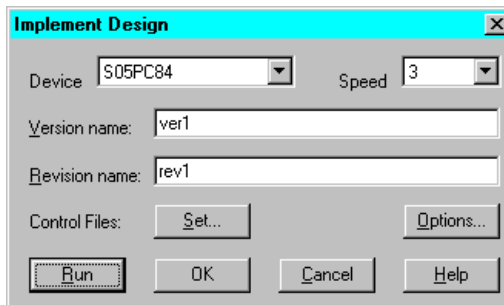 Implement Design
Device S05PC84 Speed 3
Version name: ver1
Revision name: rev1
Control Files: Set... Options...
Run OK Cancel Help